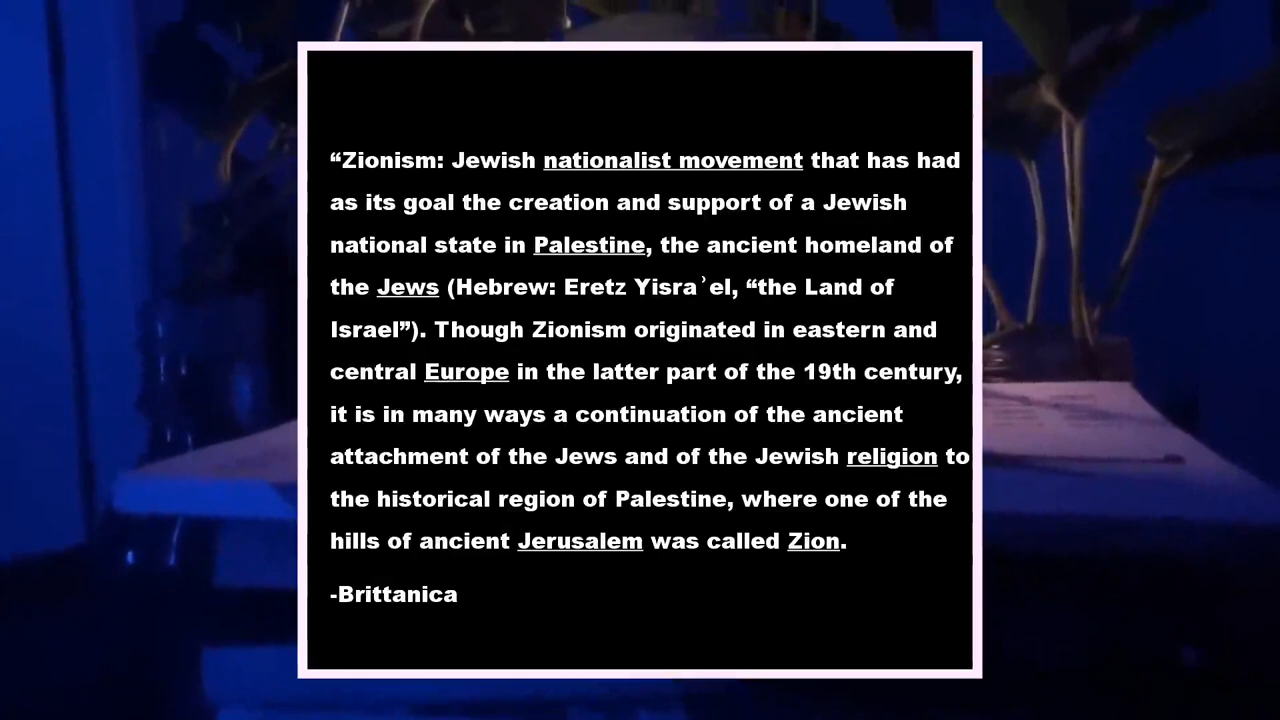 “Zionism: Jewish nationalist movement that has had
as its goal the creation and support of a Jewish
national state in Palestine, the ancient homeland of
the Jews (Hebrew: Eretz Yisraʾel, “the Land of
Israel”). Though Zionism originated in eastern and
central Europe in the latter part of the 19th century,
it is in many ways a continuation of the ancient
attachment of the Jews and of the Jewish religion to
the historical region of Palestine, where one of the
hills of ancient Jerusalem was called Zion.
-Brittanica